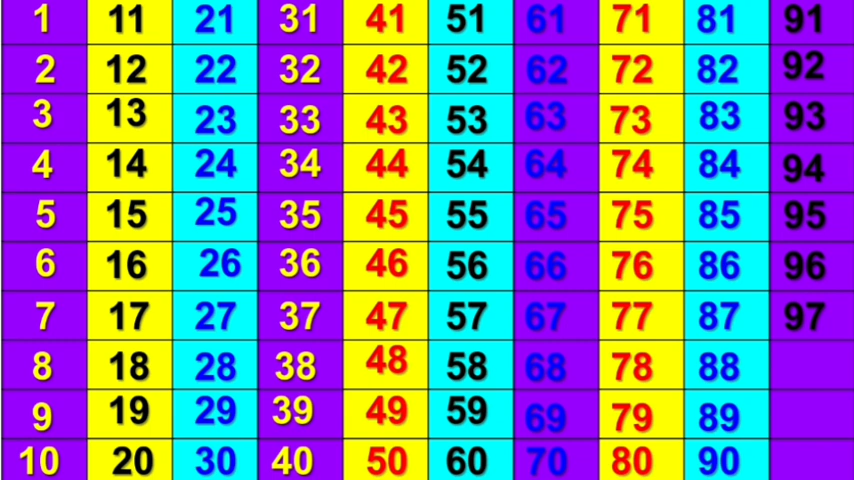 1 11 21 31 41 51 61 71 81 91
2 12 22 32 42 52 62 72 82 92
3 13 23 33 43 53 63 73 83 93
4 14 24 34 44 54 64 74 84 94
5 15 25 35 45 55 65 75 85 95
6 16 26 36 46 56 66 76 86 96
7 17 27 37 47 57 67 77 87 97
8 18 28 38 48 58 68 78 88
9 19 29 39 49 59 69 79 89
10 20 30 40 50 60 70 80 90